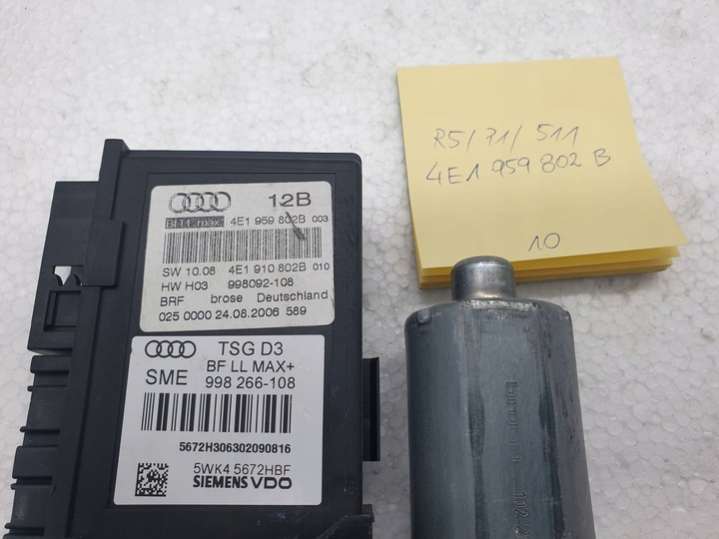 R5/71/511
4E1 959 802 B
10
12B
4E1 959 802B 003
SW 10.08 4E1 910 802B 010
HW H03 998092-108
BRF brose Deutschland
025 0000 24.08.2006 589
TSG D3
BF LL MAX+
SME 998 266-108
5672H306302090816
5WK4 5672HBF
SIEMENS VDO